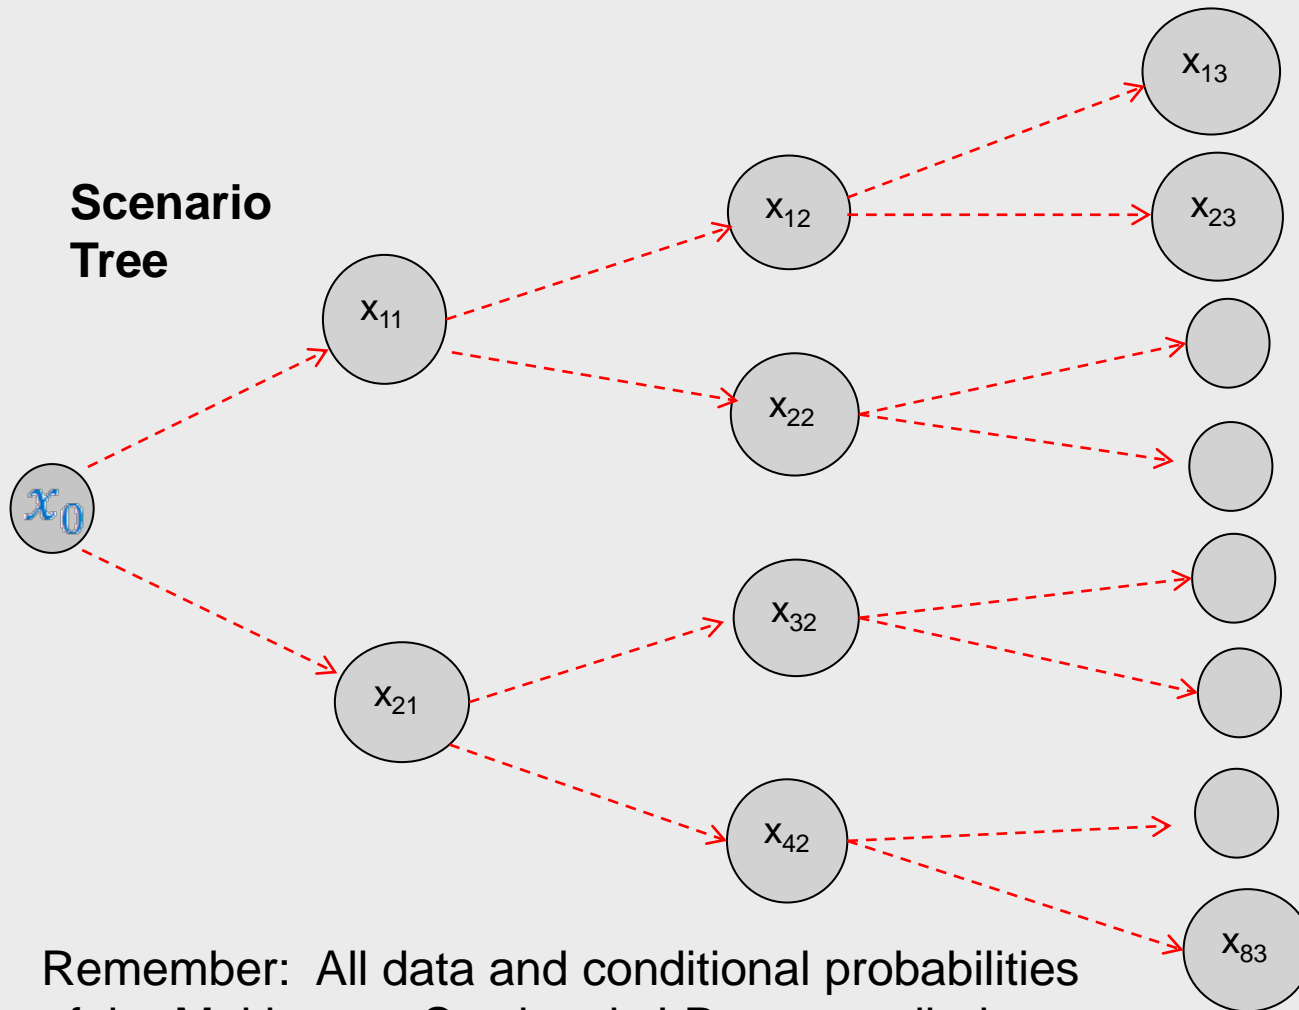 Scenario
Tree
x₀
x₁₁
x₂₁
x₁₂
x₂₂
x₃₂
x₄₂
x₁₃
x₂₃
x₈₃
Remember: All data and conditional probabilities